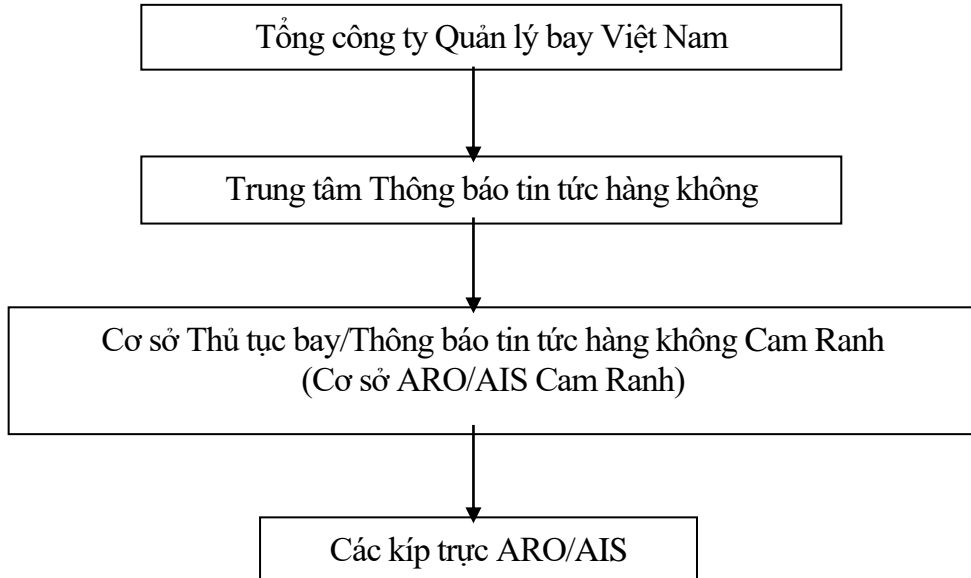 Tổng công ty Quản lý bay Việt Nam
Trung tâm Thông báo tin tức hàng không
Cơ sở Thủ tục bay/Thông báo tin tức hàng không Cam Ranh
(Cơ sở ARO/AIS Cam Ranh)
Các kíp trực ARO/AIS